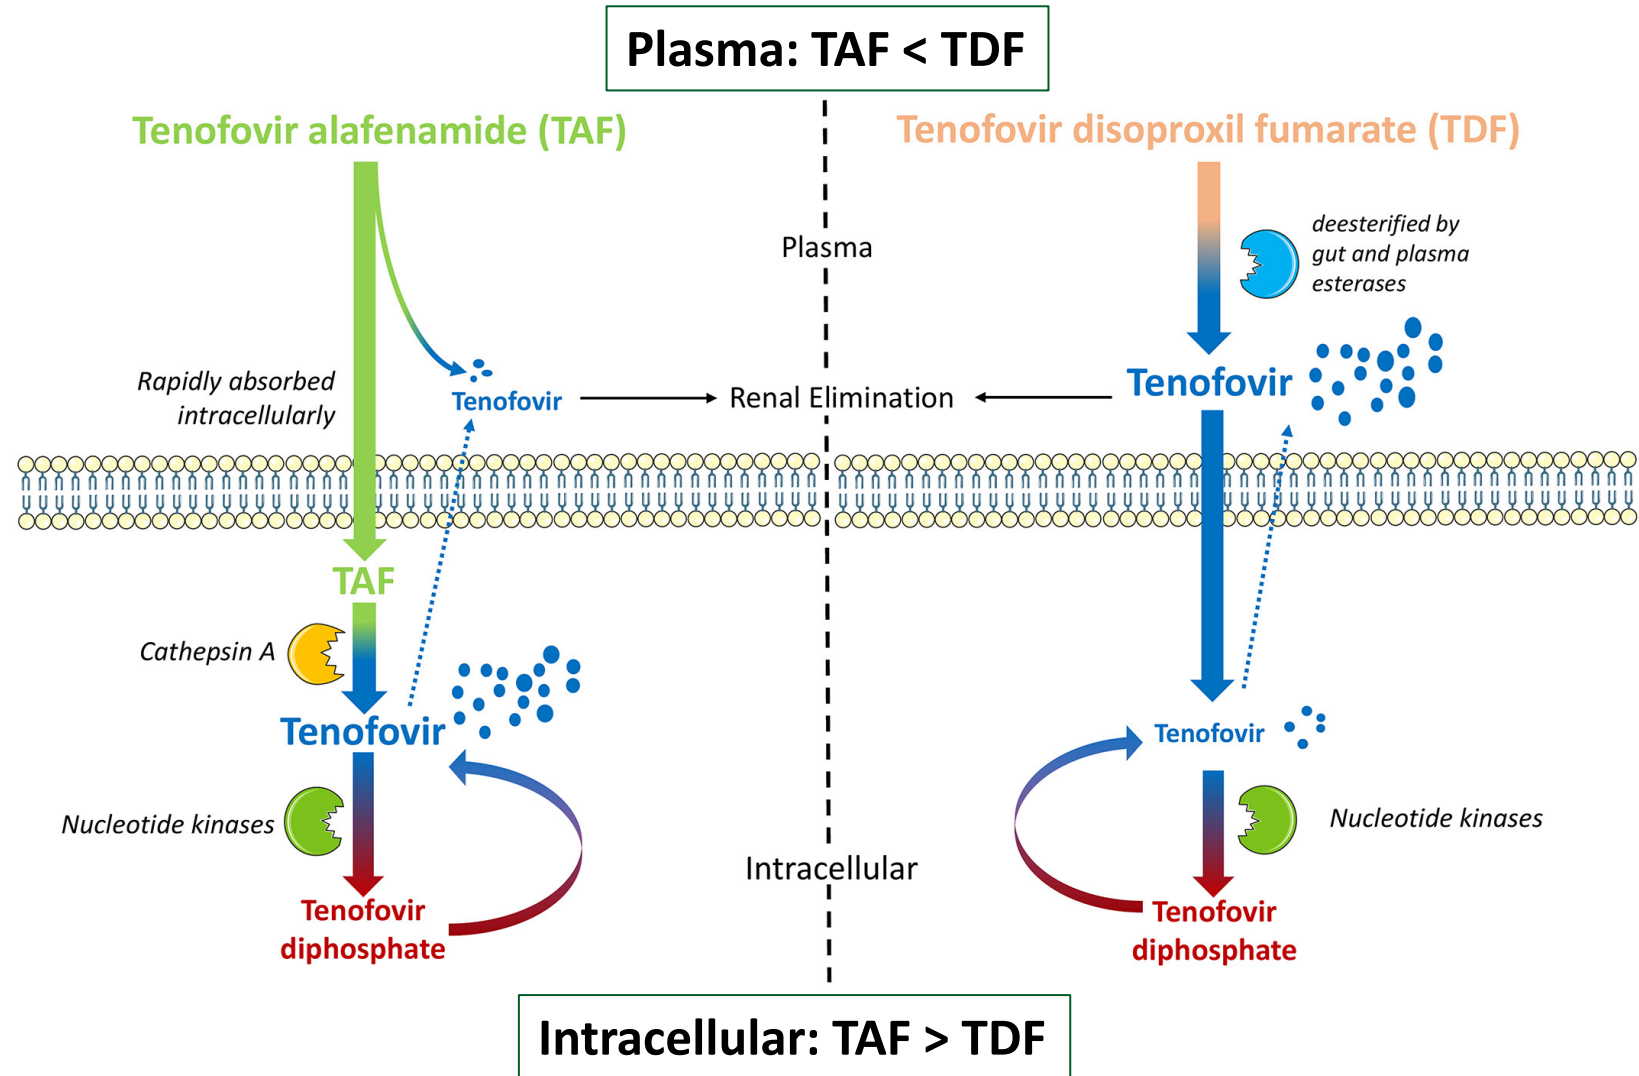 Plasma: TAF < TDF
Tenofovir alafenamide (TAF)
Tenofovir disoproxil fumarate (TDF)
Plasma
deesterified by
gut and plasma
esterases
Rapidly absorbed
intracellularly
Tenofovir
Renal Elimination
Tenofovir
TAF
Cathepsin A
Tenofovir
Tenofovir
Nucleotide kinases
Nucleotide kinases
Intracellular
Tenofovir
diphosphate
Tenofovir
diphosphate
Intracellular: TAF > TDF